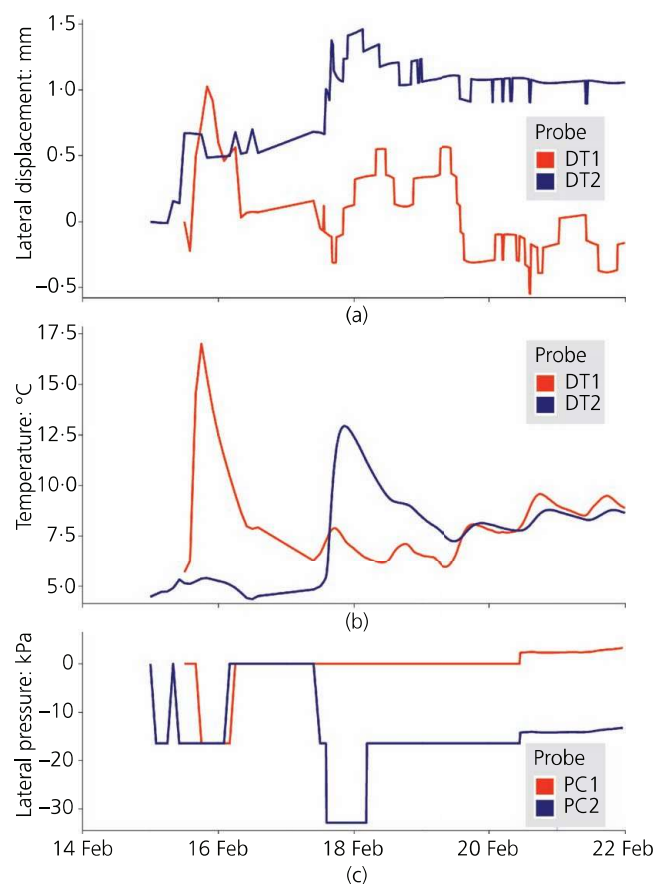 (a)
Lateral displacement: mm
1·5
1·0
0·5
0
−0·5
Probe
DT1
DT2
(b)
Temperature: °C
17·5
15·0
12·5
10·0
7·5
5·0
Probe
DT1
DT2
(c)
Lateral pressure: kPa
0
−10
−20
−30
Probe
PC1
PC2
14 Feb 16 Feb 18 Feb 20 Feb 22 Feb